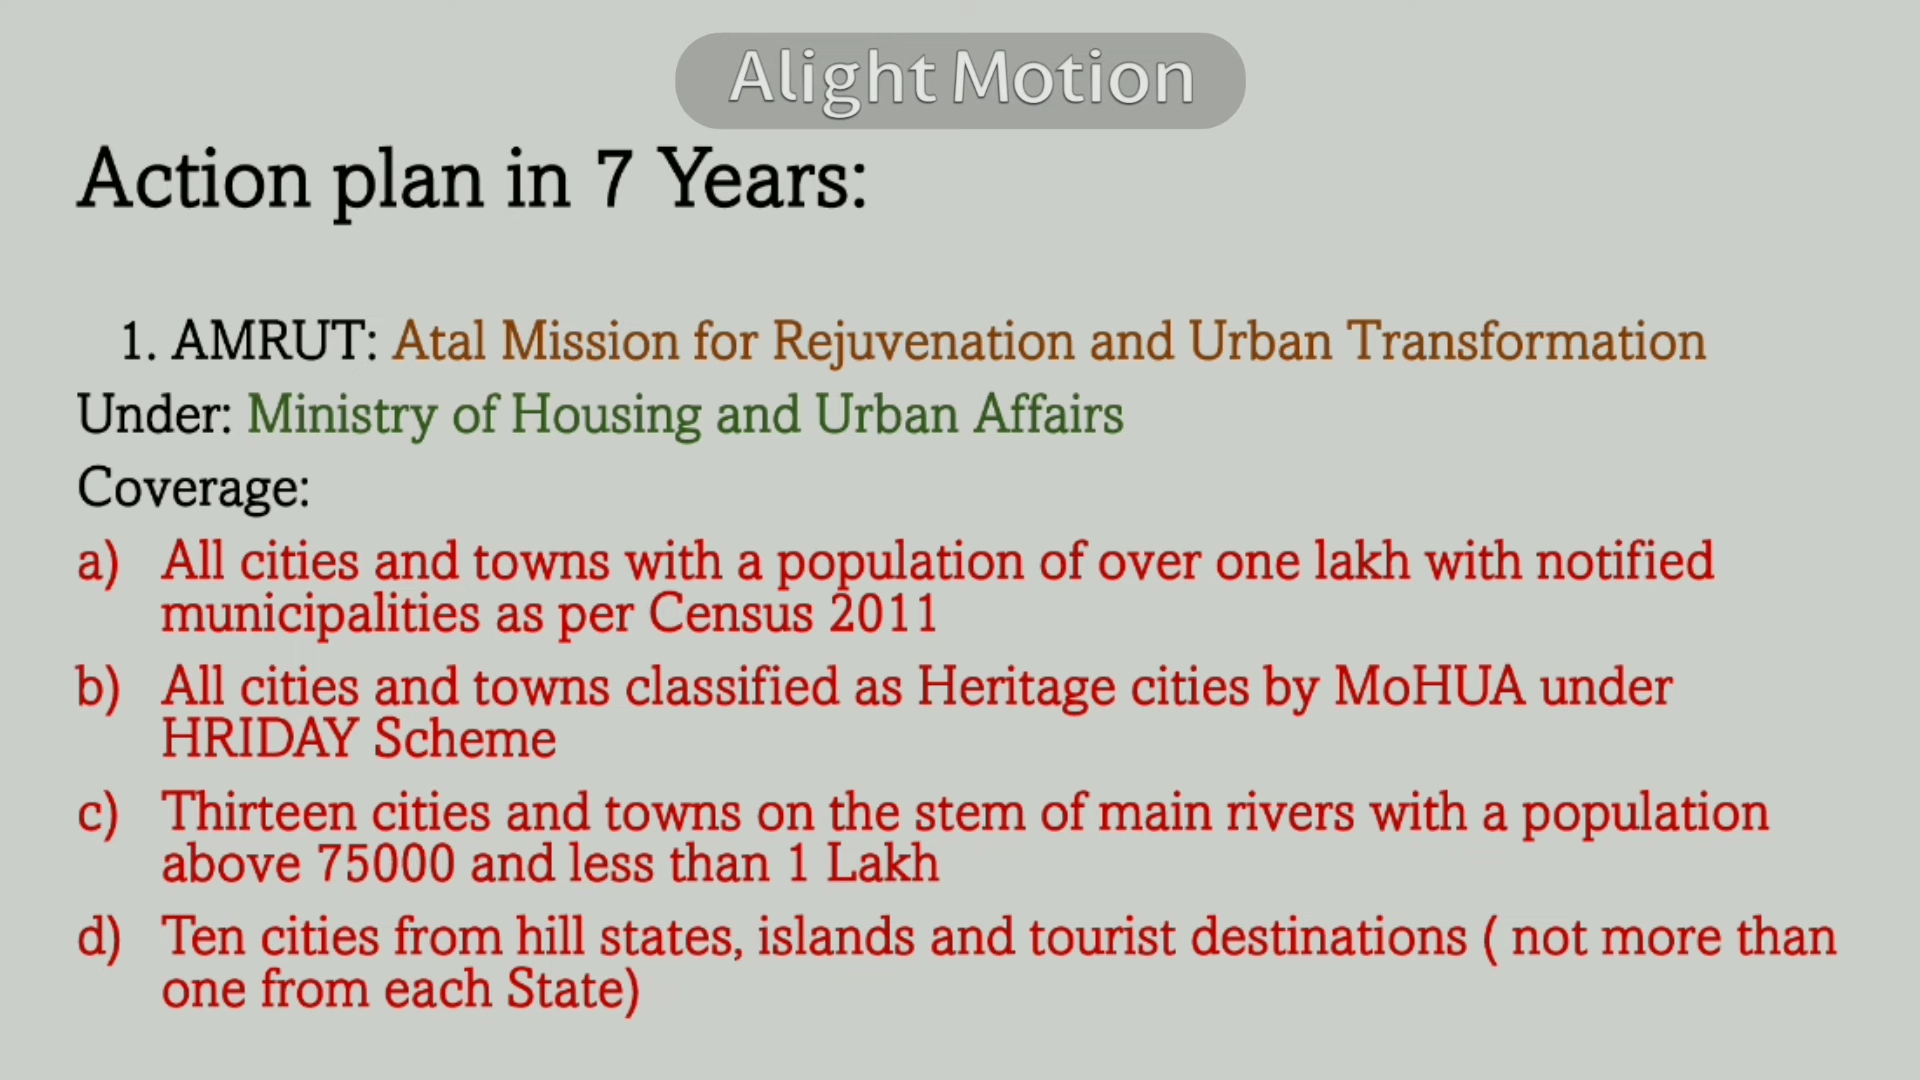 Alight Motion
Action plan in 7 Years:
1. AMRUT: Atal Mission for Rejuvenation and Urban Transformation
Under: Ministry of Housing and Urban Affairs
Coverage:
a) All cities and towns with a population of over one lakh with notified
municipalities as per Census 2011
b) All cities and towns classified as Heritage cities by MoHUA under
HRIDAY Scheme
c) Thirteen cities and towns on the stem of main rivers with a population
above 75000 and less than 1 Lakh
d) Ten cities from hill states, islands and tourist destinations ( not more than
one from each State)